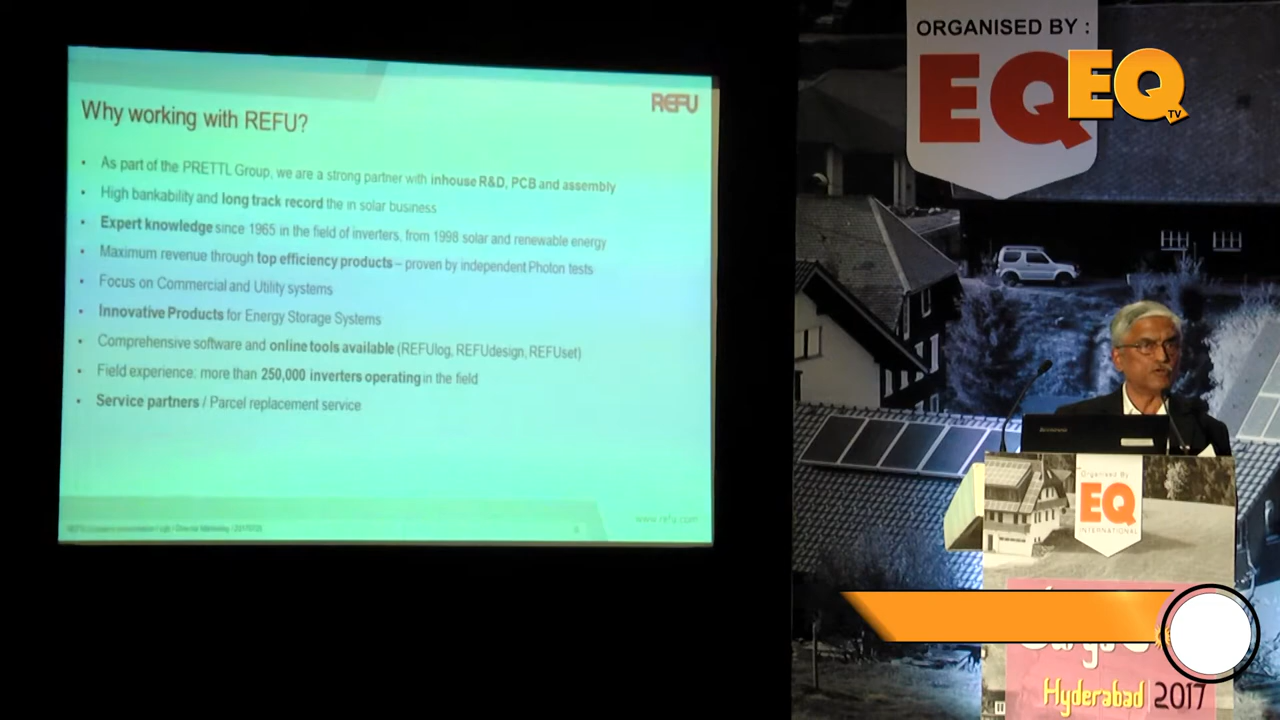 REFU
Why working with REFU?
As part of the PRETTL Group, we are a strong partner with inhouse R&D, PCB and assembly
High bankability and long track record the in solar business
Expert knowledge since 1965 in the field of inverters, from 1998 solar and renewable energy
Maximum revenue through top efficiency products – proven by independent Photon tests
Focus on Commercial and Utility systems
Innovative Products for Energy Storage Systems
Comprehensive software and online tools available (REFUlog, REFUdesign, REFUset)
Field experience: more than 250,000 inverters operating in the field
Service partners / Parcel replacement service
www.refu.com
ORGANISED BY :
EQ
EQ
TV
Lenovo
Organised By
EQ
INTERNATIONAL
Hyderabad 2017